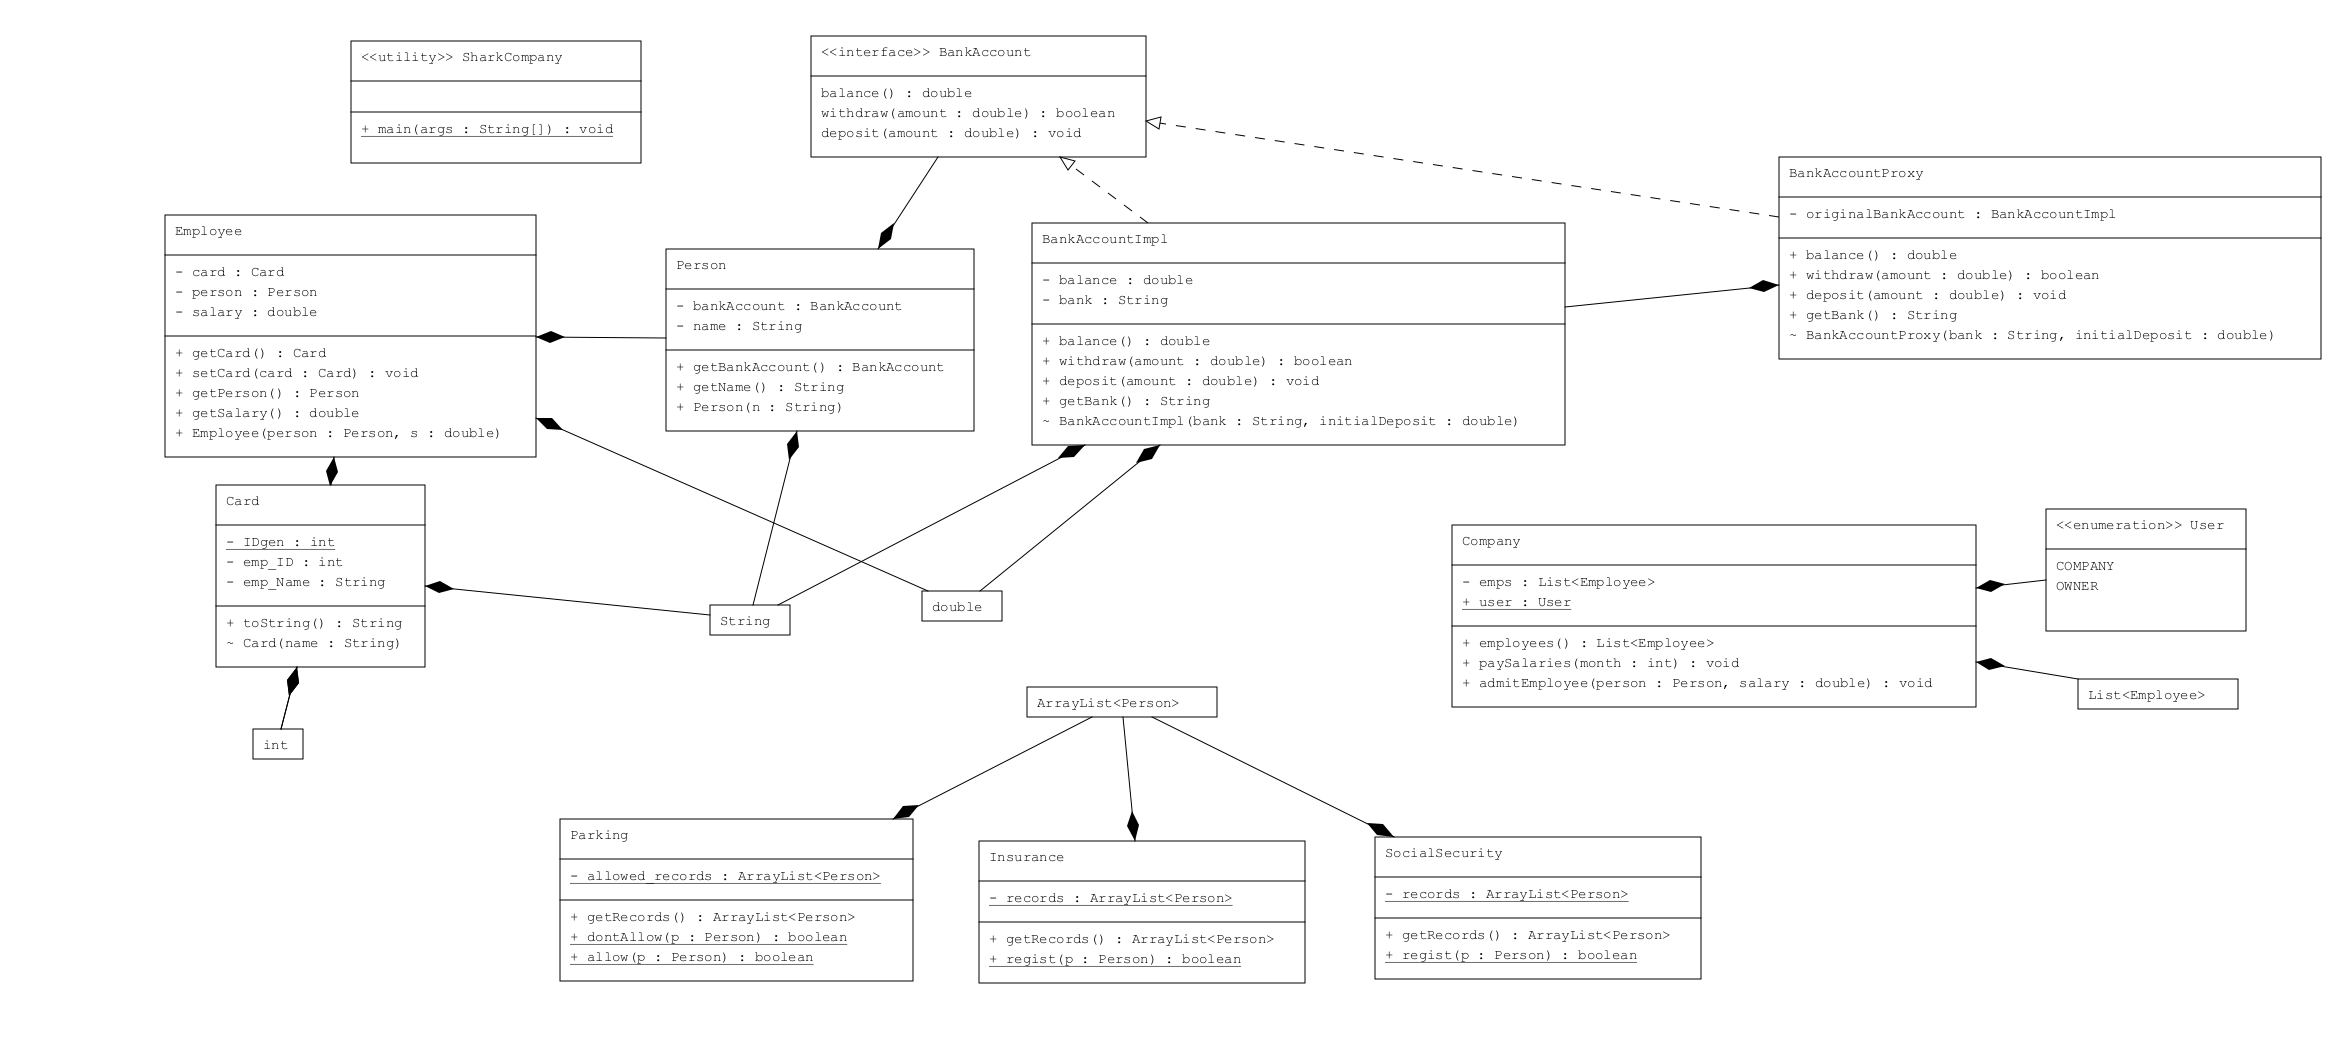 <<utility>> SharkCompany
+ main(args : String[]) : void
<<interface>> BankAccount
balance() : double
withdraw(amount : double) : boolean
deposit(amount : double) : void
BankAccountProxy
- originalBankAccount : BankAccountImpl
+ balance() : double
+ withdraw(amount : double) : boolean
+ deposit(amount : double) : void
+ getBank() : String
~ BankAccountProxy(bank : String, initialDeposit : double)
Employee
- card : Card
- person : Person
- salary : double
+ getCard() : Card
+ setCard(card : Card) : void
+ getPerson() : Person
+ getSalary() : double
+ Employee(person : Person, s : double)
Person
- bankAccount : BankAccount
- name : String
+ getBankAccount() : BankAccount
+ getName() : String
+ Person(n : String)
BankAccountImpl
- balance : double
- bank : String
+ balance() : double
+ withdraw(amount : double) : boolean
+ deposit(amount : double) : void
+ getBank() : String
~ BankAccountImpl(bank : String, initialDeposit : double)
Card
- IDgen : int
- emp_ID : int
- emp_Name : String
+ toString() : String
~ Card(name : String)
String
double
int
Company
- emps : List<Employee>
+ user : User
+ employees() : List<Employee>
+ paySalaries(month : int) : void
+ admitEmployee(person : Person, salary : double) : void
<<enumeration>> User
COMPANY
OWNER
List<Employee>
ArrayList<Person>
Parking
- allowed_records : ArrayList<Person>
+ getRecords() : ArrayList<Person>
+ dontAllow(p : Person) : boolean
+ allow(p : Person) : boolean
Insurance
- records : ArrayList<Person>
+ getRecords() : ArrayList<Person>
+ regist(p : Person) : boolean
SocialSecurity
- records : ArrayList<Person>
+ getRecords() : ArrayList<Person>
+ regist(p : Person) : boolean